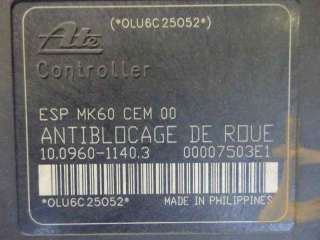 (*OLU6C25052*)
Ate
Controller
ESP MK60 CEM 00
ANTIBLOCAGE DE ROUE
10.0960-1140.3 00007503E1
*OLU6C25052* MADE IN PHILIPPINES